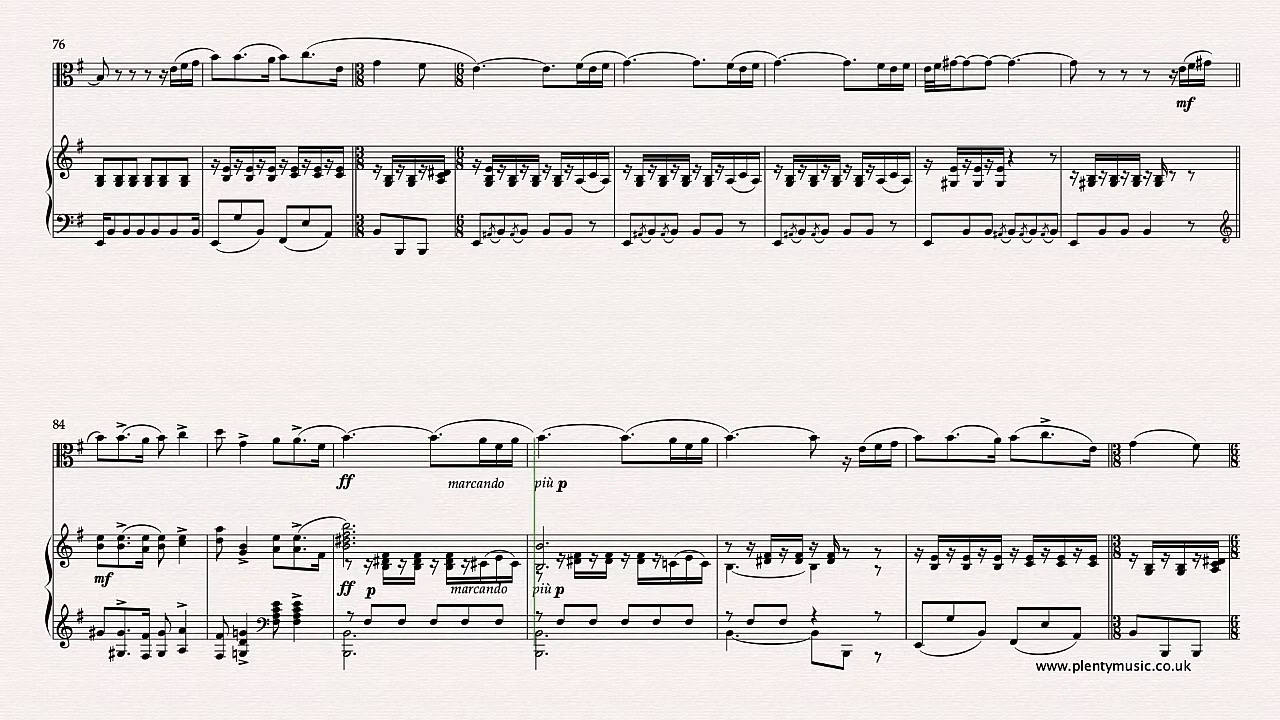 76
mf
84
ff marcando più p
mf ff p marcando più p
www.plentymusic.co.uk